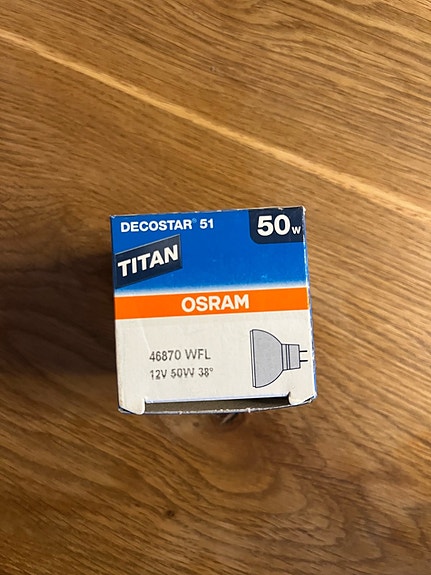 DECOSTAR® 51
50W
TITAN
OSRAM
46870 WFL
12V 50W 38°